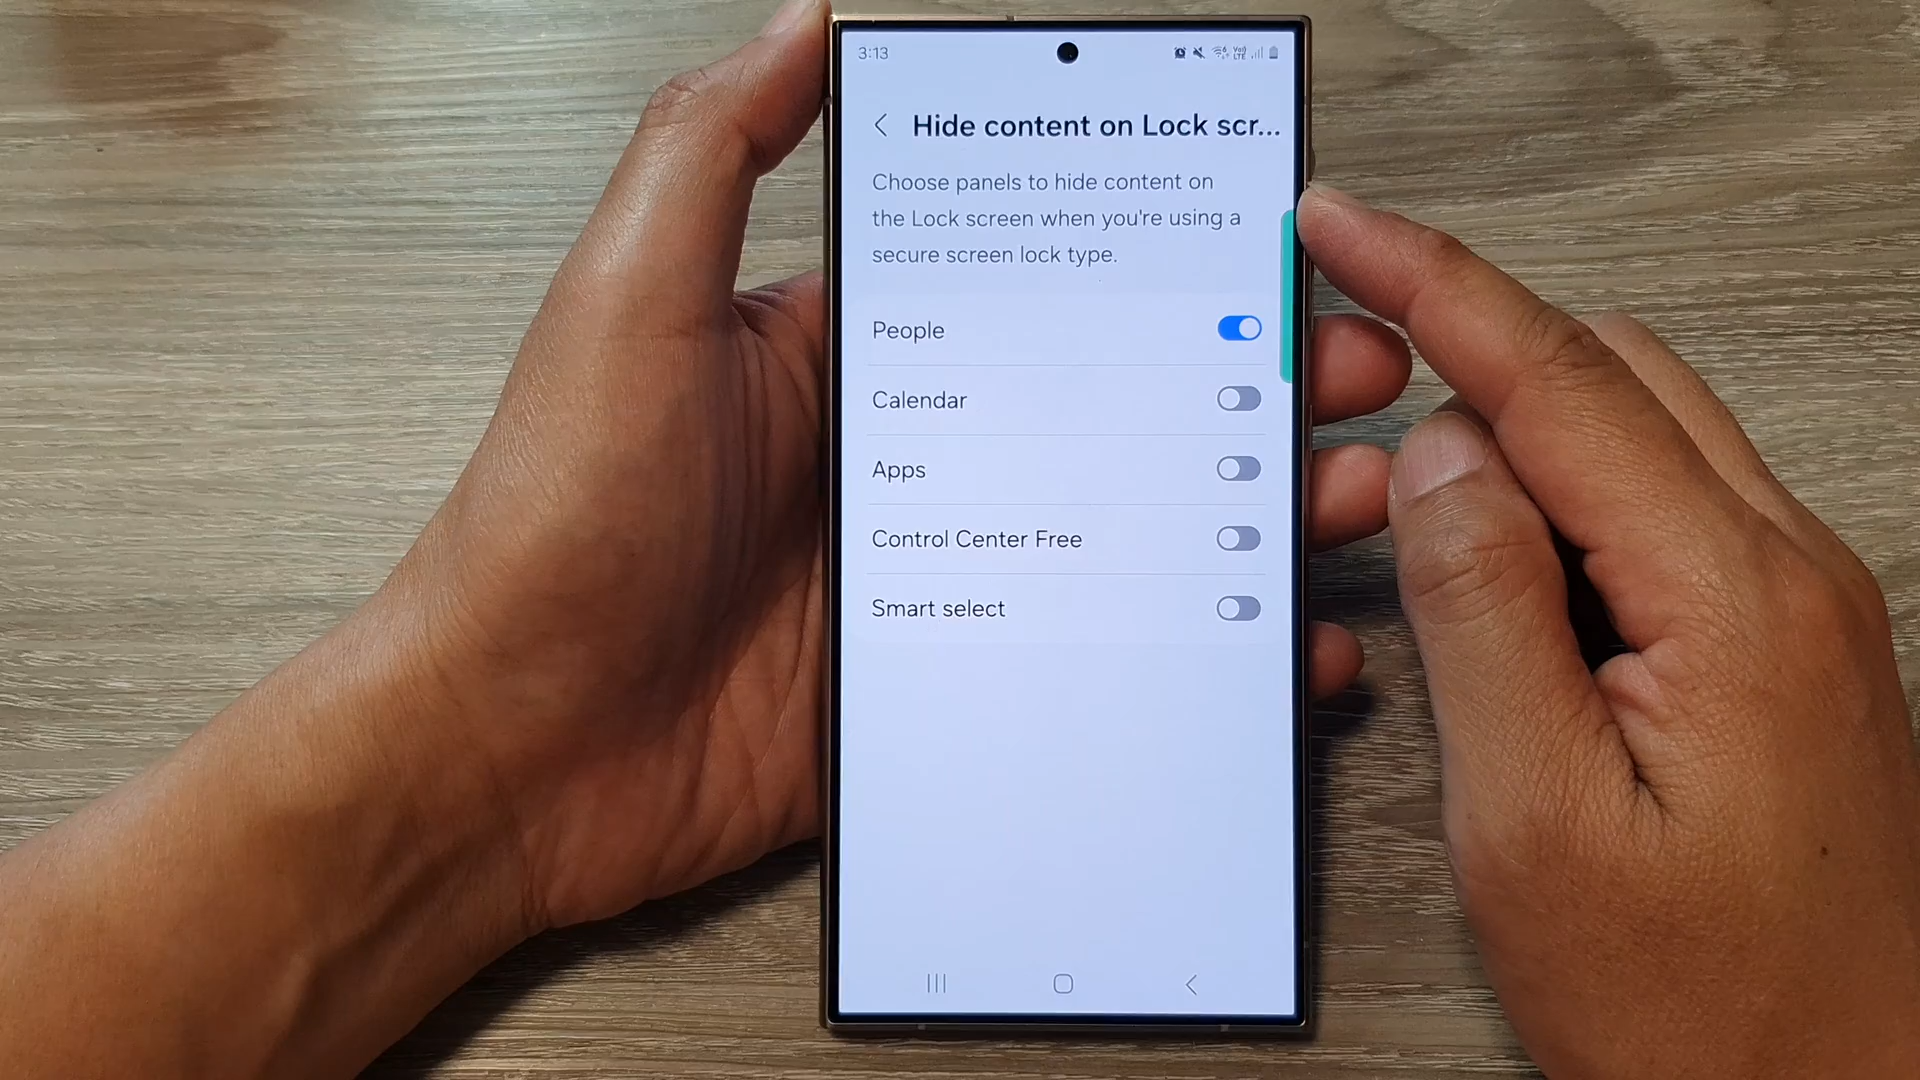 3:13
Hide content on Lock scr...
Choose panels to hide content on
the Lock screen when you're using a
secure screen lock type.
People
Calendar
Apps
Control Center Free
Smart select